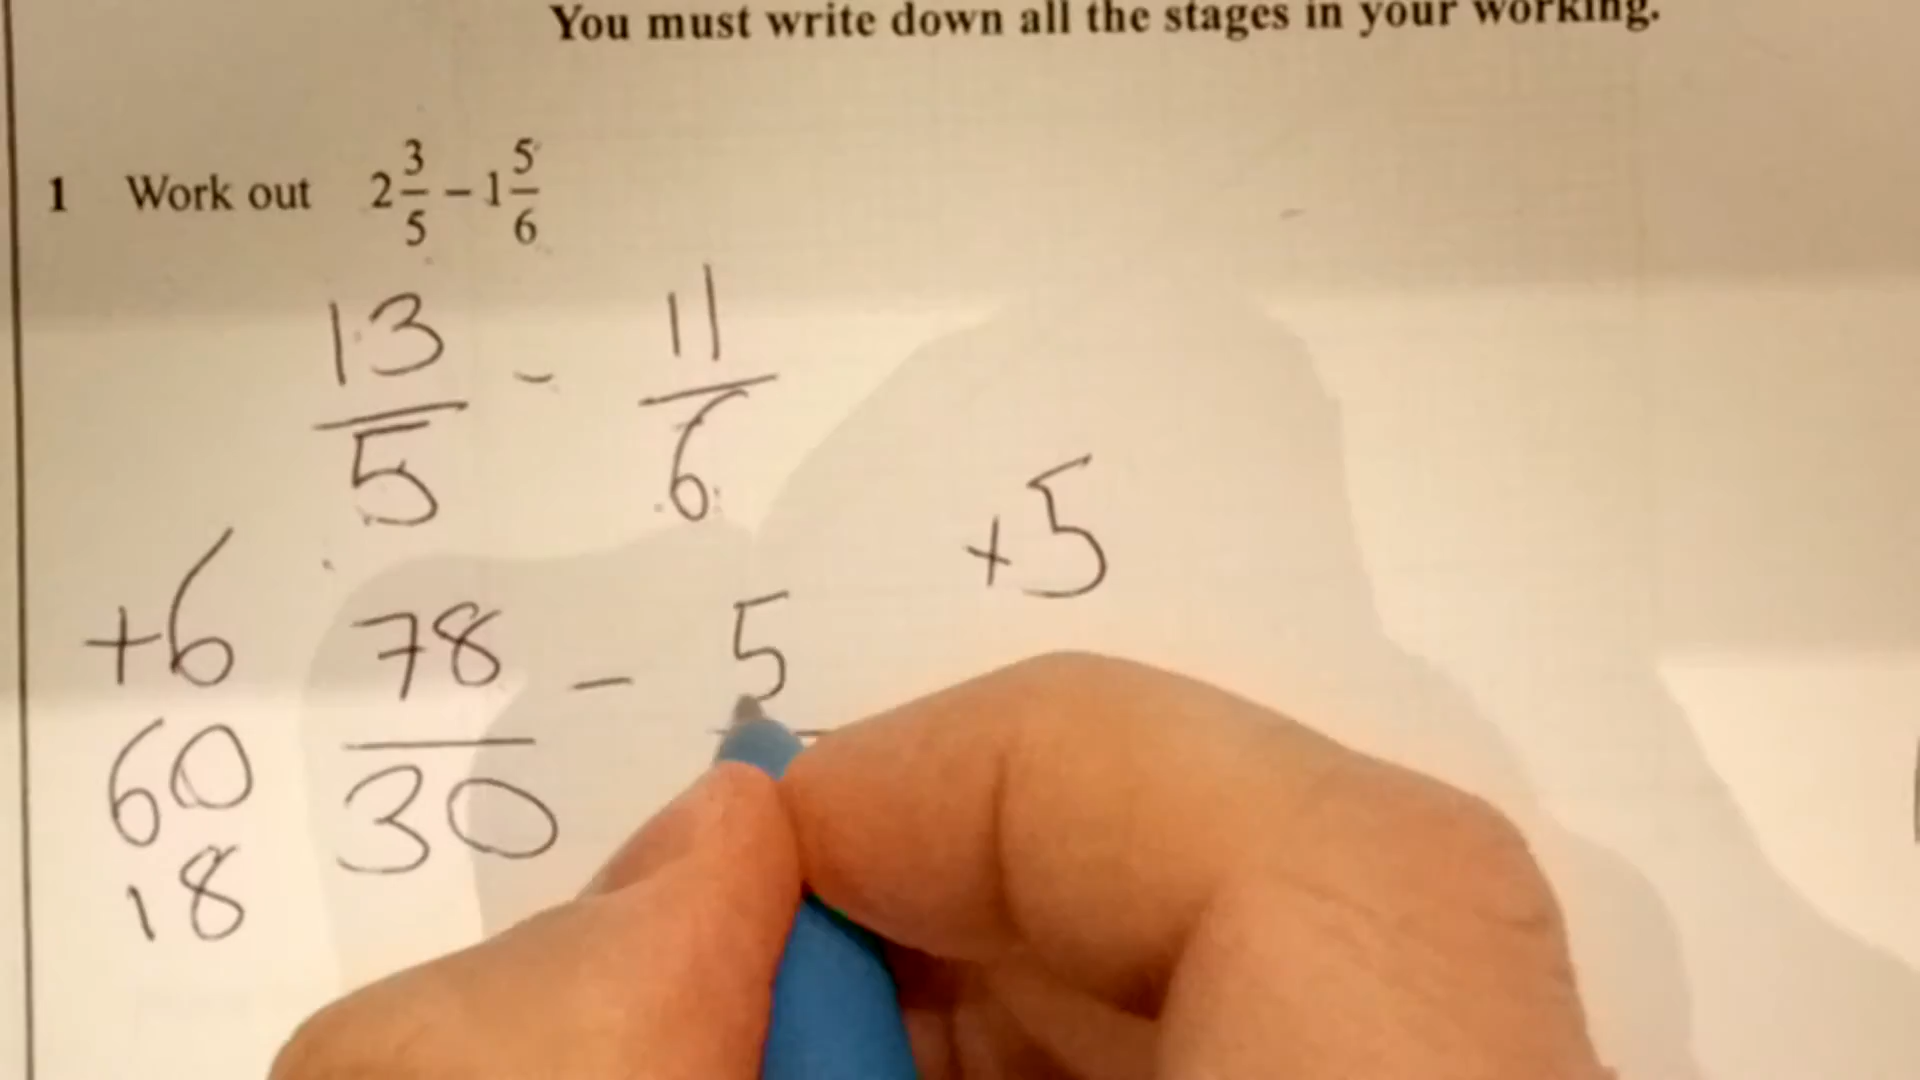 You must write down all the stages in your working.
1 Work out 2 3/5 - 1 5/6
13/5 - 11/6
+6 +5
78/30 - 5
60
18